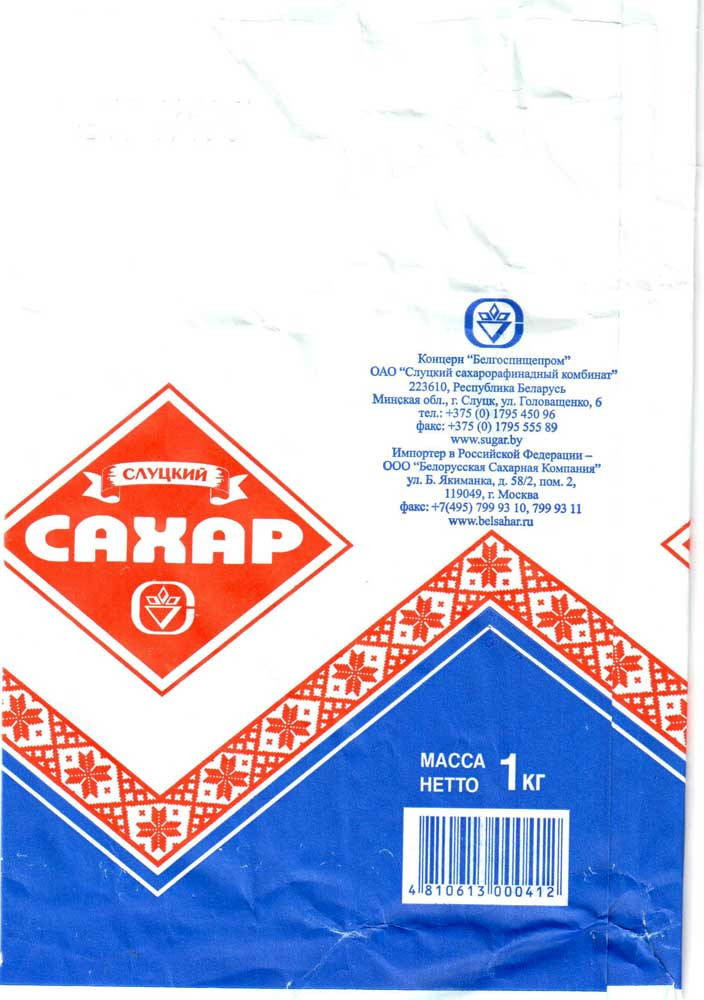 СЛУЦКИЙ
САХАР
Концерн “Белгоспищепром”
ОАО “Слуцкий сахарорафинадный комбинат”
223610, Республика Беларусь
Минская обл., г. Слуцк, ул. Головащенко, 6
тел.: +375 (0) 1795 450 96
факс: +375 (0) 1795 555 89
www.sugar.by
Импортер в Российской Федерации –
ООО “Белорусская Сахарная Компания”
ул. Б. Якиманка, д. 58/2, пом. 2,
119049, г. Москва
факс: +7(495) 799 93 10, 799 93 11
www.belsahar.ru
МАССА
НЕТТО 1 КГ
4 810613 000412